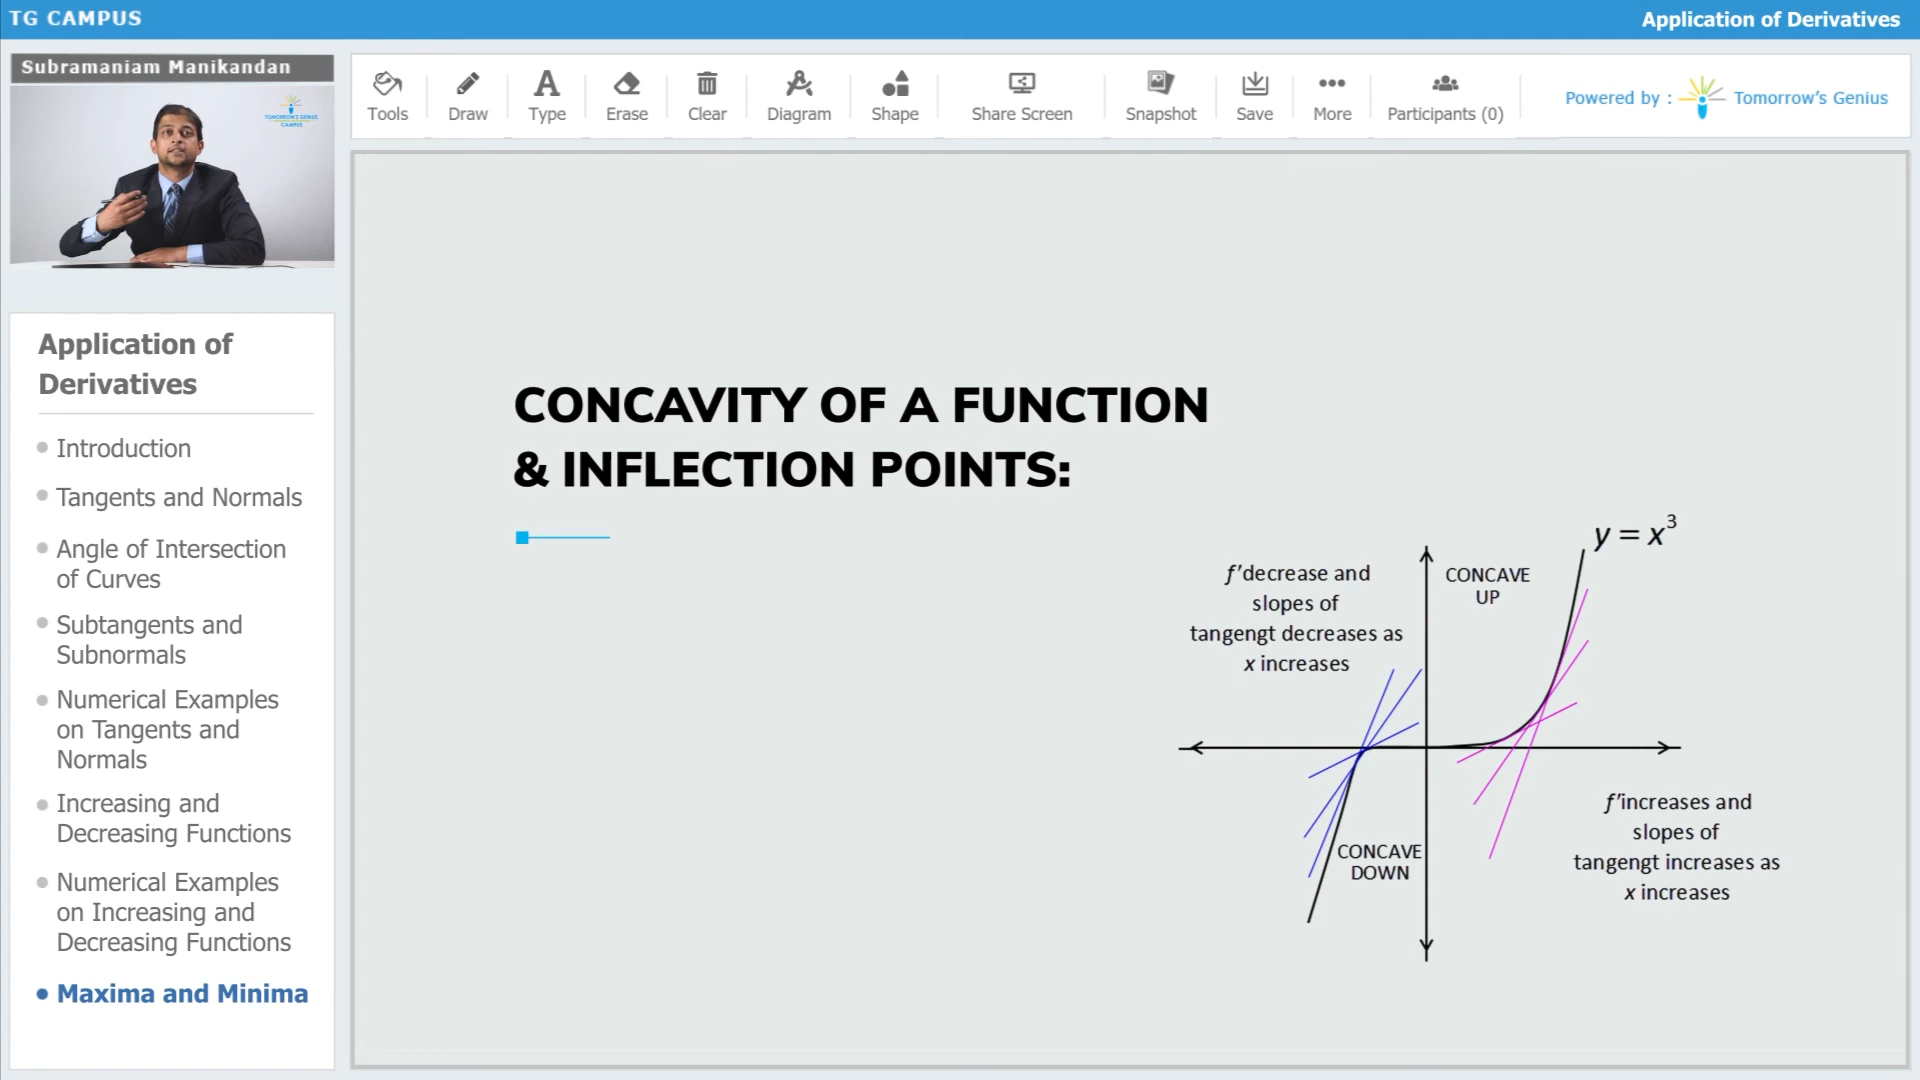 TG CAMPUS
Application of Derivatives
Subramaniam Manikandan
TOMORROW'S GENIUS
CAMPUS
Tools
Draw
Type
Erase
Clear
Diagram
Shape
Share Screen
Snapshot
Save
More
Participants (0)
Powered by :
Tomorrow's Genius
Application of
Derivatives
Introduction
Tangents and Normals
Angle of Intersection
of Curves
Subtangents and
Subnormals
Numerical Examples
on Tangents and
Normals
Increasing and
Decreasing Functions
Numerical Examples
on Increasing and
Decreasing Functions
Maxima and Minima
CONCAVITY OF A FUNCTION
& INFLECTION POINTS:
y = x³
f'decrease and
slopes of
tangengt decreases as
x increases
CONCAVE
UP
CONCAVE
DOWN
f'increases and
slopes of
tangengt increases as
x increases